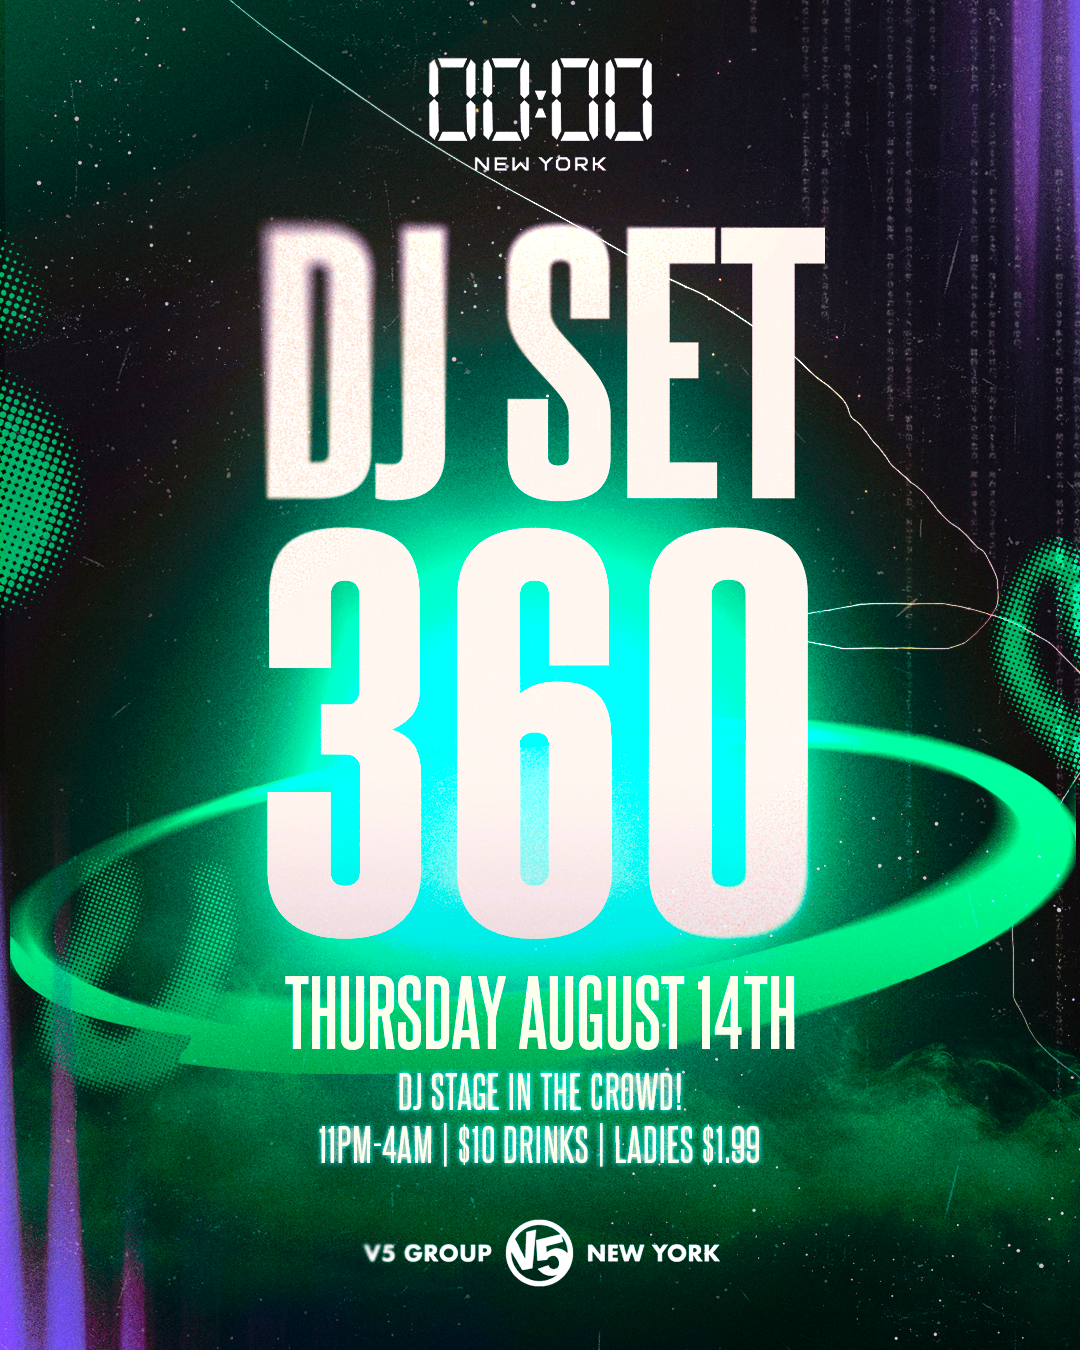 00:00
NEW YORK
DJ SET
360
THURSDAY AUGUST 14TH
DJ STAGE IN THE CROWD!
11PM-4AM | $10 DRINKS | LADIES $1.99
V5 GROUP V5 NEW YORK